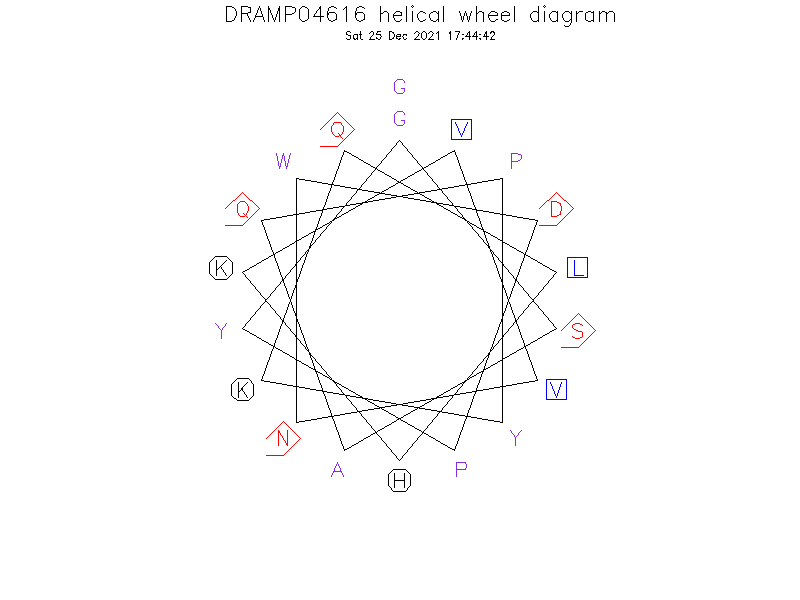 DRAMP04616 helical wheel diagram
Sat 25 Dec 2021 17:44:42
G
G
Q V
W P
Q D
K L
Y S
K V
N Y
A P
H